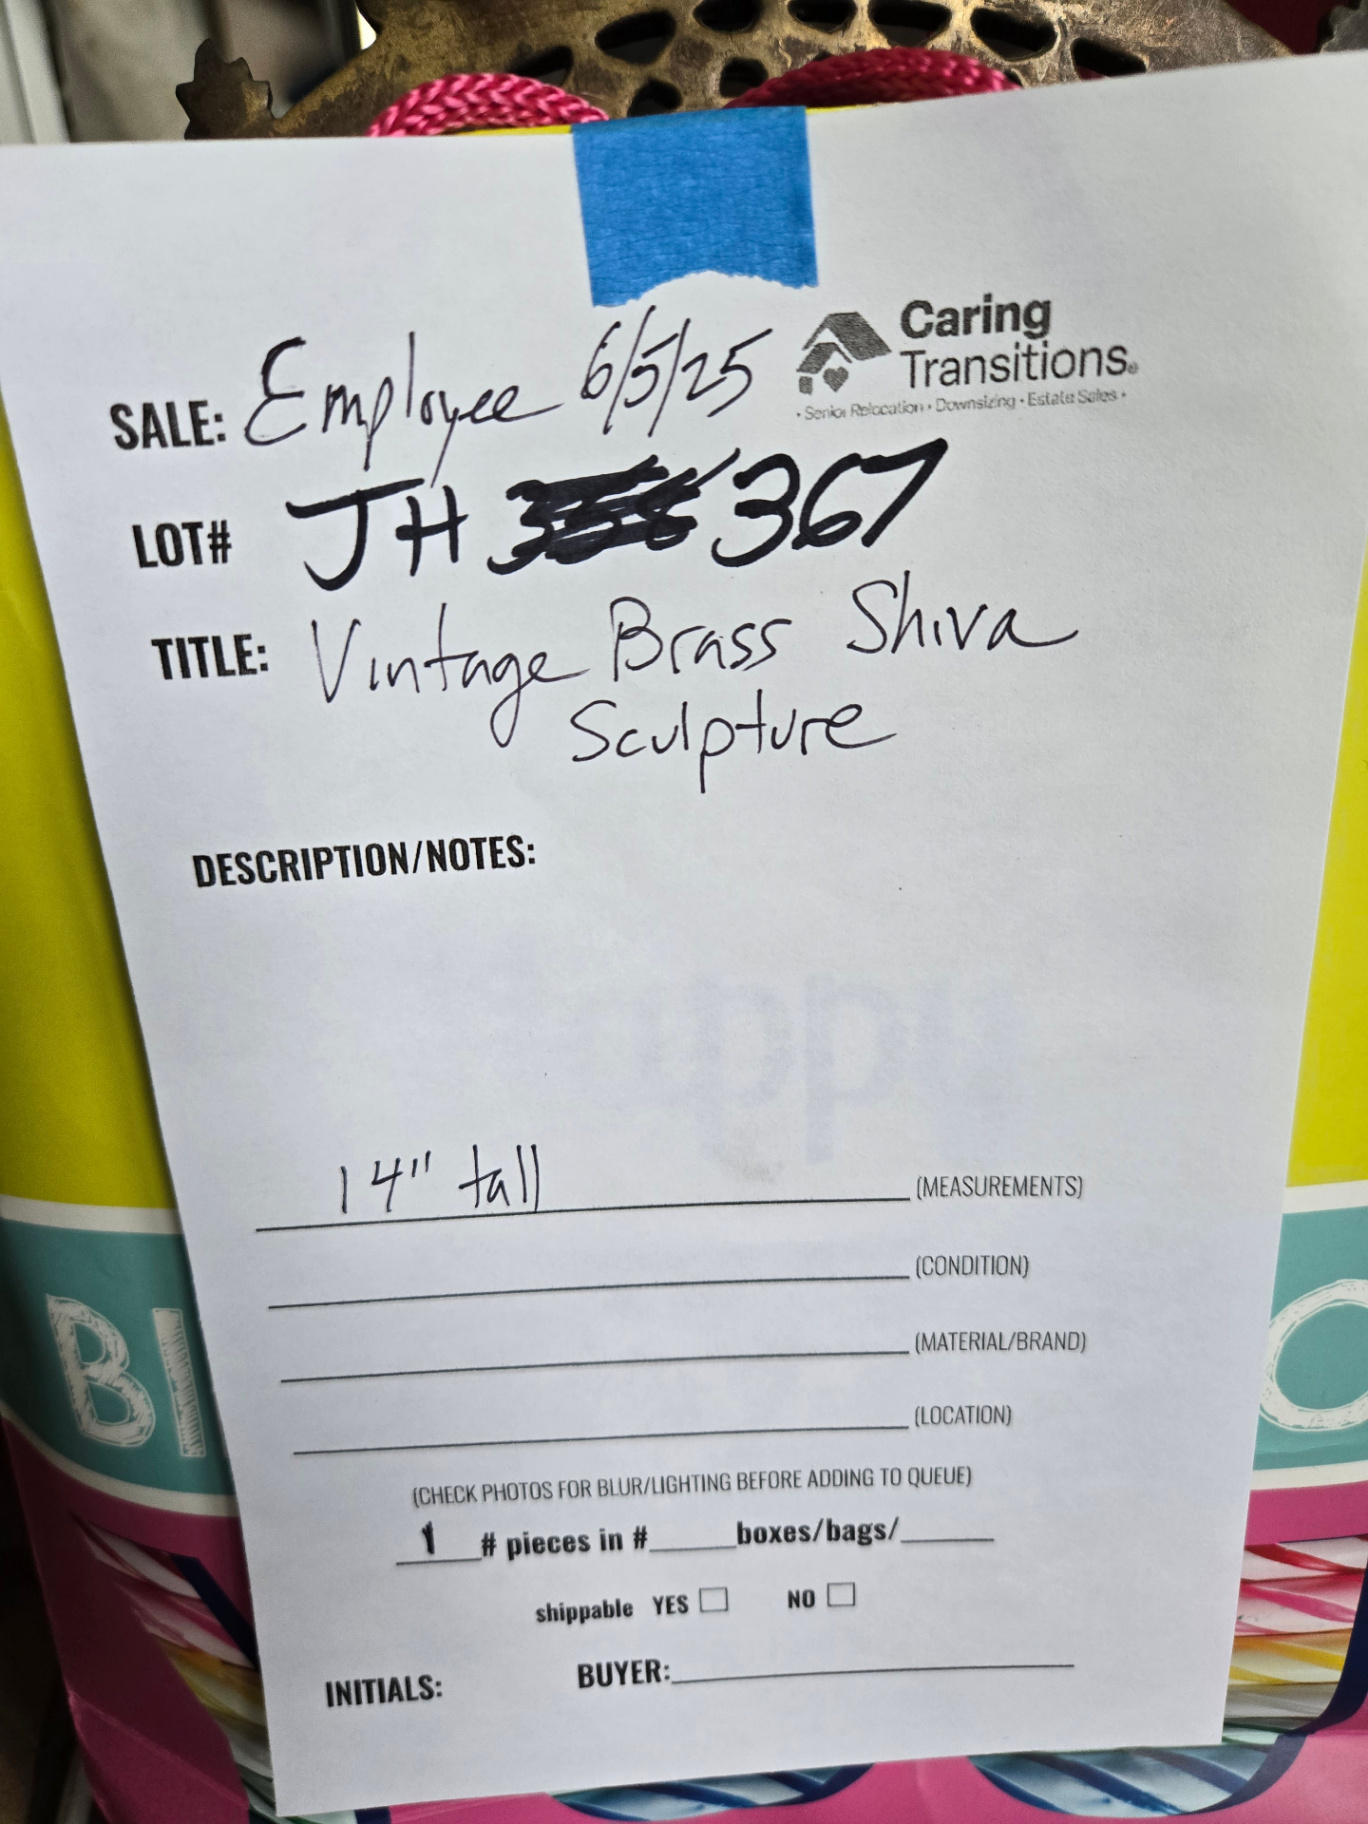 Caring
Transitions®
• Senior Relocation • Downsizing • Estate Sales •
SALE: Employee 6/5/25
LOT# JH 367
TITLE: Vintage Brass Shiva
Sculpture
DESCRIPTION/NOTES:
14" tall (MEASUREMENTS)
(CONDITION)
(MATERIAL/BRAND)
(LOCATION)
(CHECK PHOTOS FOR BLUR/LIGHTING BEFORE ADDING TO QUEUE)
1 # pieces in # boxes/bags/
shippable YES NO
INITIALS: BUYER:
BI
O